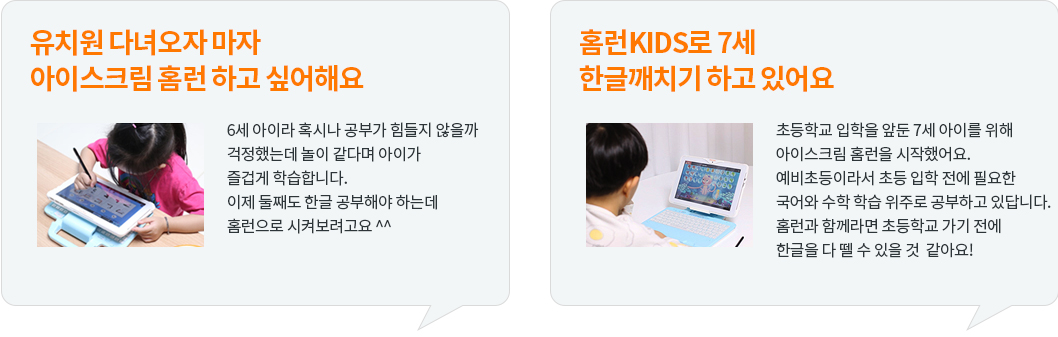 유치원 다녀오자 마자
아이스크림 홈런 하고 싶어해요
6세 아이라 혹시나 공부가 힘들지 않을까
걱정했는데 놀이 같다며 아이가
즐겁게 학습합니다.
이제 둘째도 한글 공부해야 하는데
홈런으로 시켜보려고요 ^^
홈런KIDS로 7세
한글깨치기 하고 있어요
초등학교 입학을 앞둔 7세 아이를 위해
아이스크림 홈런을 시작했어요.
예비초등이라서 초등 입학 전에 필요한
국어와 수학 학습 위주로 공부하고 있답니다.
홈런과 함께라면 초등학교 가기 전에
한글을 다 뗄 수 있을 것 같아요!